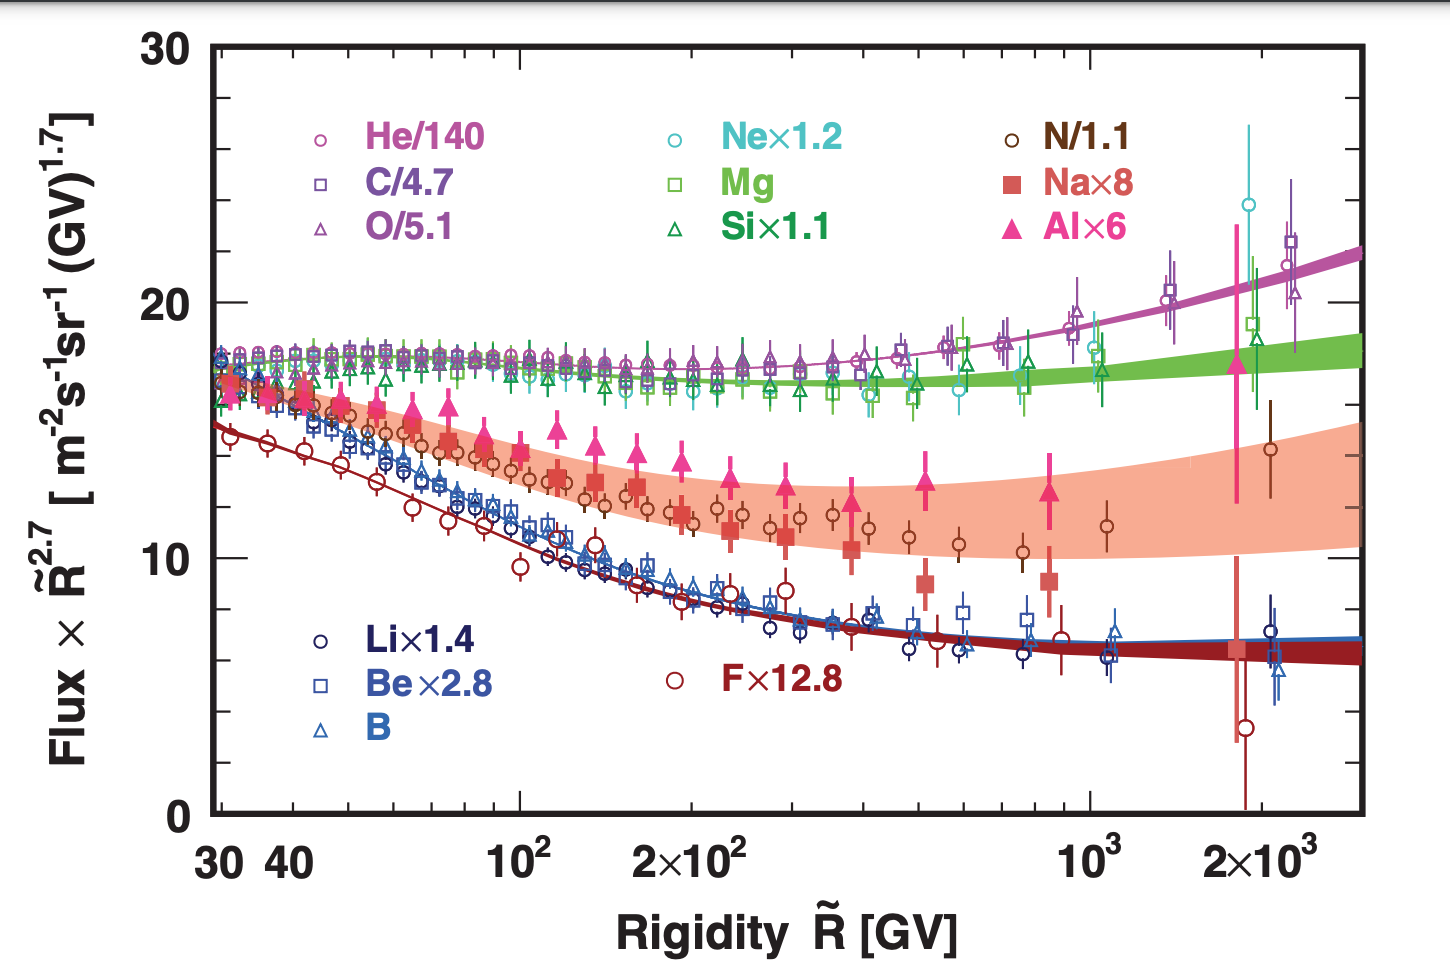 30
20
10
0
Flux × R̃^2.7 [ m^-2s^-1sr^-1 (GV)^1.7]
He/140
C/4.7
O/5.1
Ne×1.2
Mg
Si×1.1
N/1.1
Na×8
Al×6
Li×1.4
Be×2.8
B
F×12.8
30 40 10^2 2×10^2 10^3 2×10^3
Rigidity R̃ [GV]